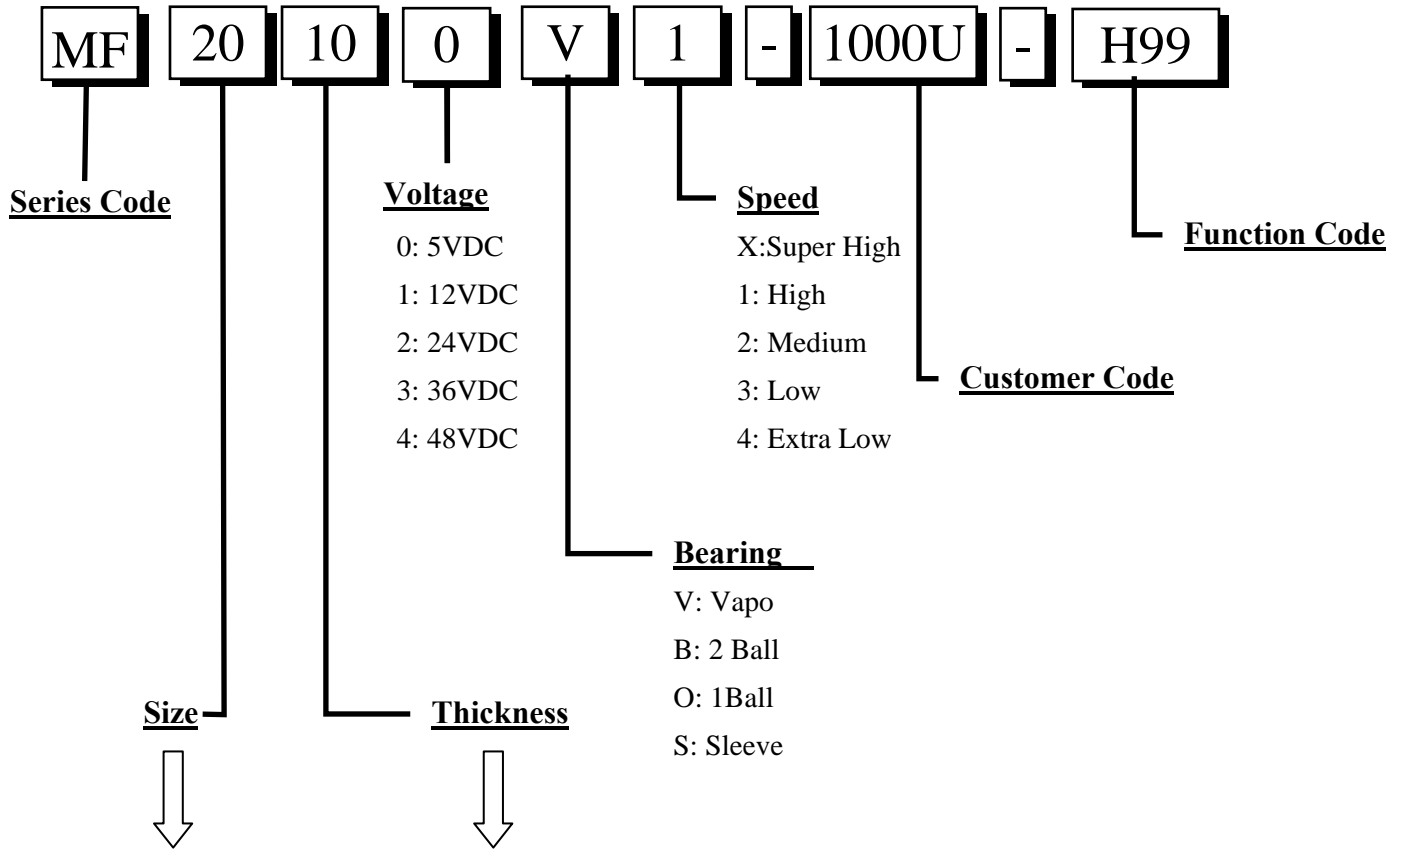 MF 20 10 0 V 1 - 1000U - H99
Series Code
Voltage
0: 5VDC
1: 12VDC
2: 24VDC
3: 36VDC
4: 48VDC
Speed
X:Super High
1: High
2: Medium
3: Low
4: Extra Low
Function Code
Customer Code
Bearing
V: Vapo
B: 2 Ball
O: 1Ball
S: Sleeve
Size
Thickness